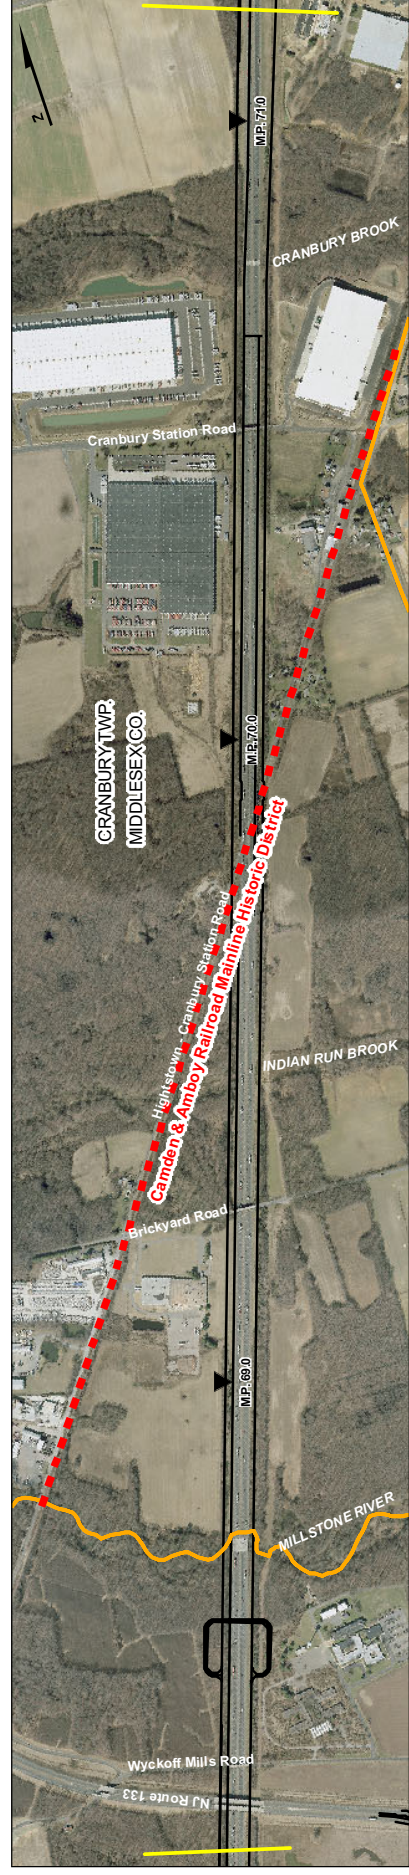 N
M.P. 71.0
CRANBURY BROOK
Cranbury Station Road
CRANBURY TWP.
MIDDLESEX CO.
M.P. 70.0
Hightstown - Cranbury Station Road
Camden & Amboy Railroad Mainline Historic District
INDIAN RUN BROOK
Brickyard Road
M.P. 69.0
MILLSTONE RIVER
Wyckoff Mills Road
NJ Route 133